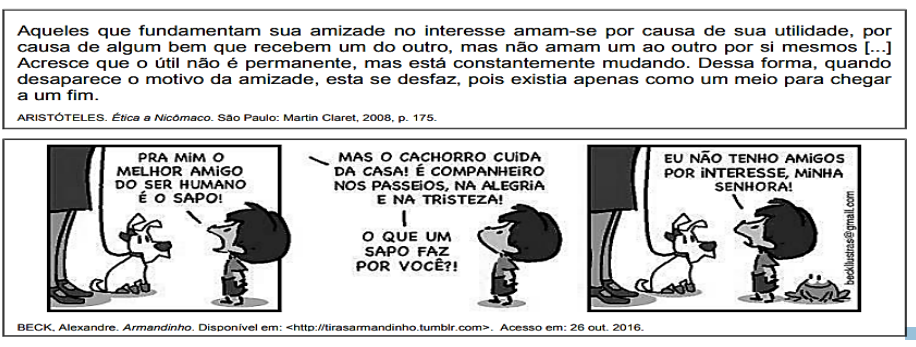 Aqueles que fundamentam sua amizade no interesse amam-se por causa de sua utilidade, por
causa de algum bem que recebem um do outro, mas não amam um ao outro por si mesmos [...]
Acresce que o útil não é permanente, mas está constantemente mudando. Dessa forma, quando
desaparece o motivo da amizade, esta se desfaz, pois existia apenas como um meio para chegar
a um fim.
ARISTÓTELES. Ética a Nicômaco. São Paulo: Martin Claret, 2008, p. 175.
PRA MIM O
MELHOR AMIGO
DO SER HUMANO
É O SAPO!
MAS O CACHORRO CUIDA
DA CASA! É COMPANHEIRO
NOS PASSEIOS, NA ALEGRIA
E NA TRISTEZA!
O QUE UM
SAPO FAZ
POR VOCÊ?!
EU NÃO TENHO AMIGOS
POR INTERESSE, MINHA
SENHORA!
beckilustras@gmail.com
BECK, Alexandre. Armandinho. Disponível em: <http://tirasarmandinho.tumblr.com>. Acesso em: 26 out. 2016.